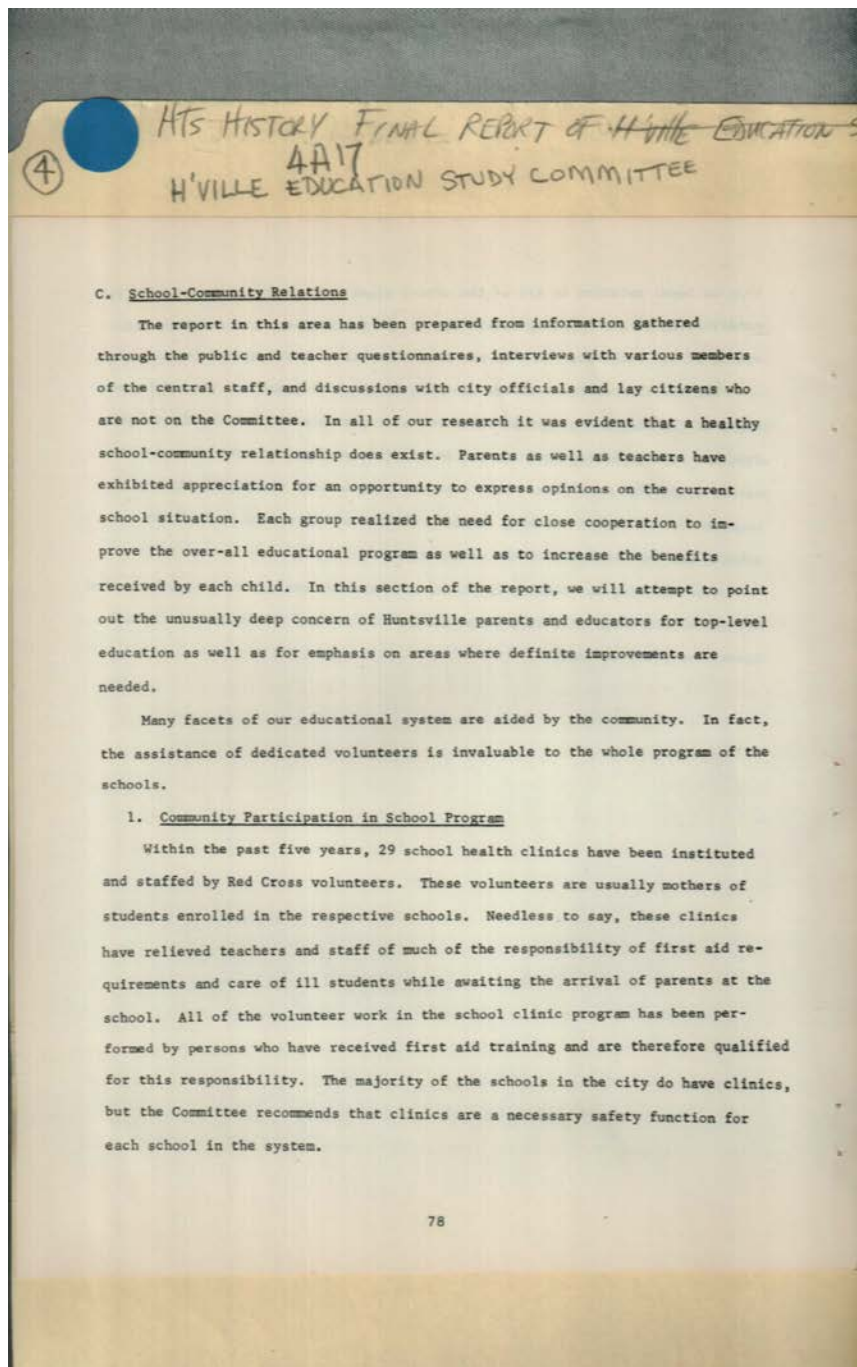 HTS HISTORY FINAL REPORT OF H'VILLE EDUCATION S
4A17
④
H'VILLE EDUCATION STUDY COMMITTEE
C. School-Community Relations
The report in this area has been prepared from information gathered
through the public and teacher questionnaires, interviews with various members
of the central staff, and discussions with city officials and lay citizens who
are not on the Committee. In all of our research it was evident that a healthy
school-community relationship does exist. Parents as well as teachers have
exhibited appreciation for an opportunity to express opinions on the current
school situation. Each group realized the need for close cooperation to im-
prove the over-all educational program as well as to increase the benefits
received by each child. In this section of the report, we will attempt to point
out the unusually deep concern of Huntsville parents and educators for top-level
education as well as for emphasis on areas where definite improvements are
needed.
Many facets of our educational system are aided by the community. In fact,
the assistance of dedicated volunteers is invaluable to the whole program of the
schools.
1. Community Participation in School Program
Within the past five years, 29 school health clinics have been instituted
and staffed by Red Cross volunteers. These volunteers are usually mothers of
students enrolled in the respective schools. Needless to say, these clinics
have relieved teachers and staff of much of the responsibility of first aid re-
quirements and care of ill students while awaiting the arrival of parents at the
school. All of the volunteer work in the school clinic program has been per-
formed by persons who have received first aid training and are therefore qualified
for this responsibility. The majority of the schools in the city do have clinics,
but the Committee recommends that clinics are a necessary safety function for
each school in the system.
78